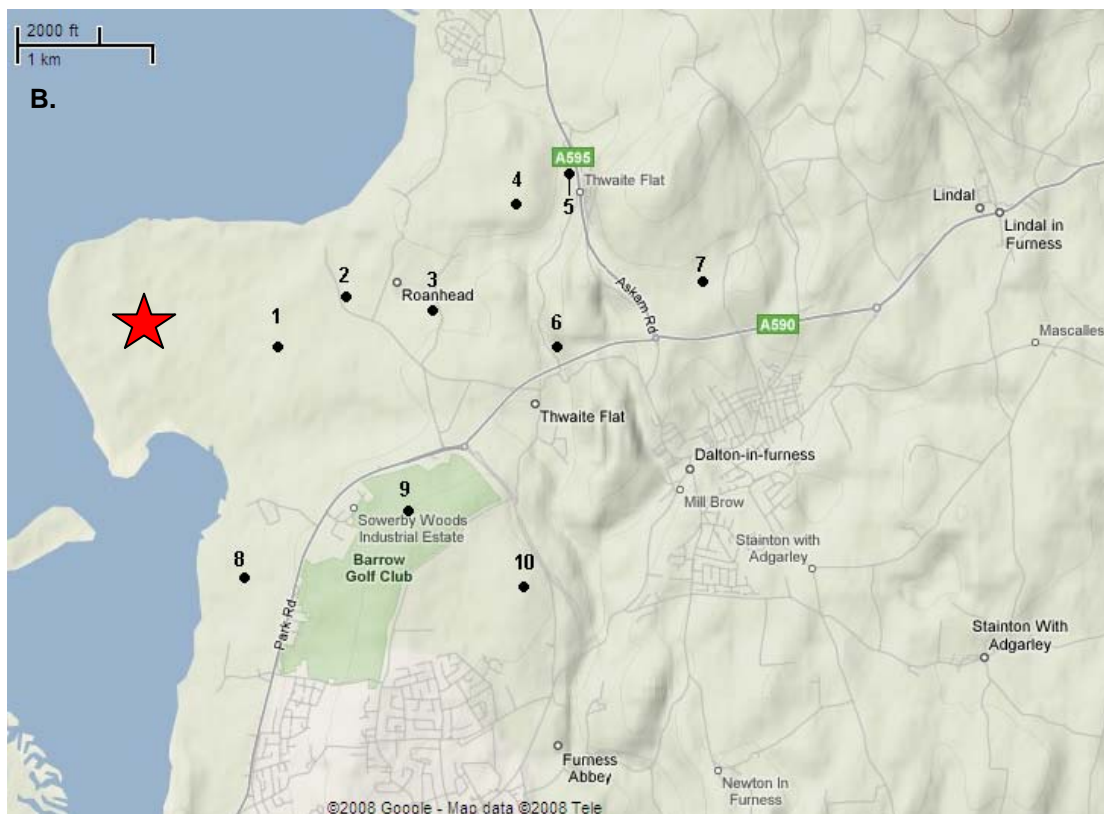 2000 ft
1 km
B.
A595
4
Thwaite Flat
5
Lindal
Lindal in
Furness
2
3
7
Roanhead
Askam Rd
1
6
A590
Mascalles
Thwaite Flat
Dalton-in-furness
9
Mill Brow
Sowerby Woods
Industrial Estate
Stainton with
Adgarley
8
Barrow
Golf Club
10
Park Rd
Stainton With
Adgarley
Furness
Abbey
Newton In
Furness
©2008 Google - Map data ©2008 Tele